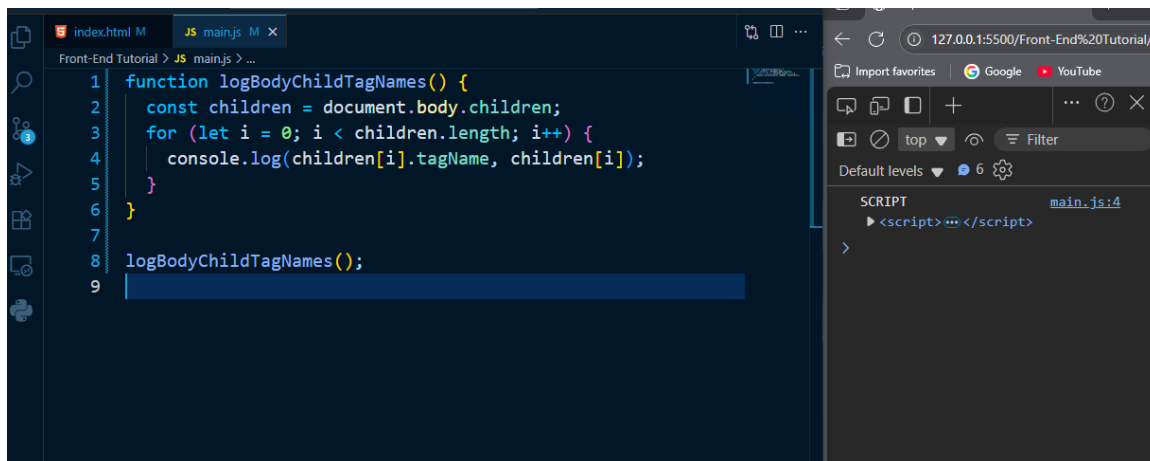 index.html M
JS main.js M
Front-End Tutorial > JS main.js > ...
1 function logBodyChildTagNames() {
2 const children = document.body.children;
3 for (let i = 0; i < children.length; i++) {
4 console.log(children[i].tagName, children[i]);
5 }
6 }
7
8 logBodyChildTagNames();
9
3
127.0.0.1:5500/Front-End%20Tutorial/
Import favorites
Google
YouTube
top
Filter
Default levels
6
SCRIPT main.js:4
<script>…</script>
>